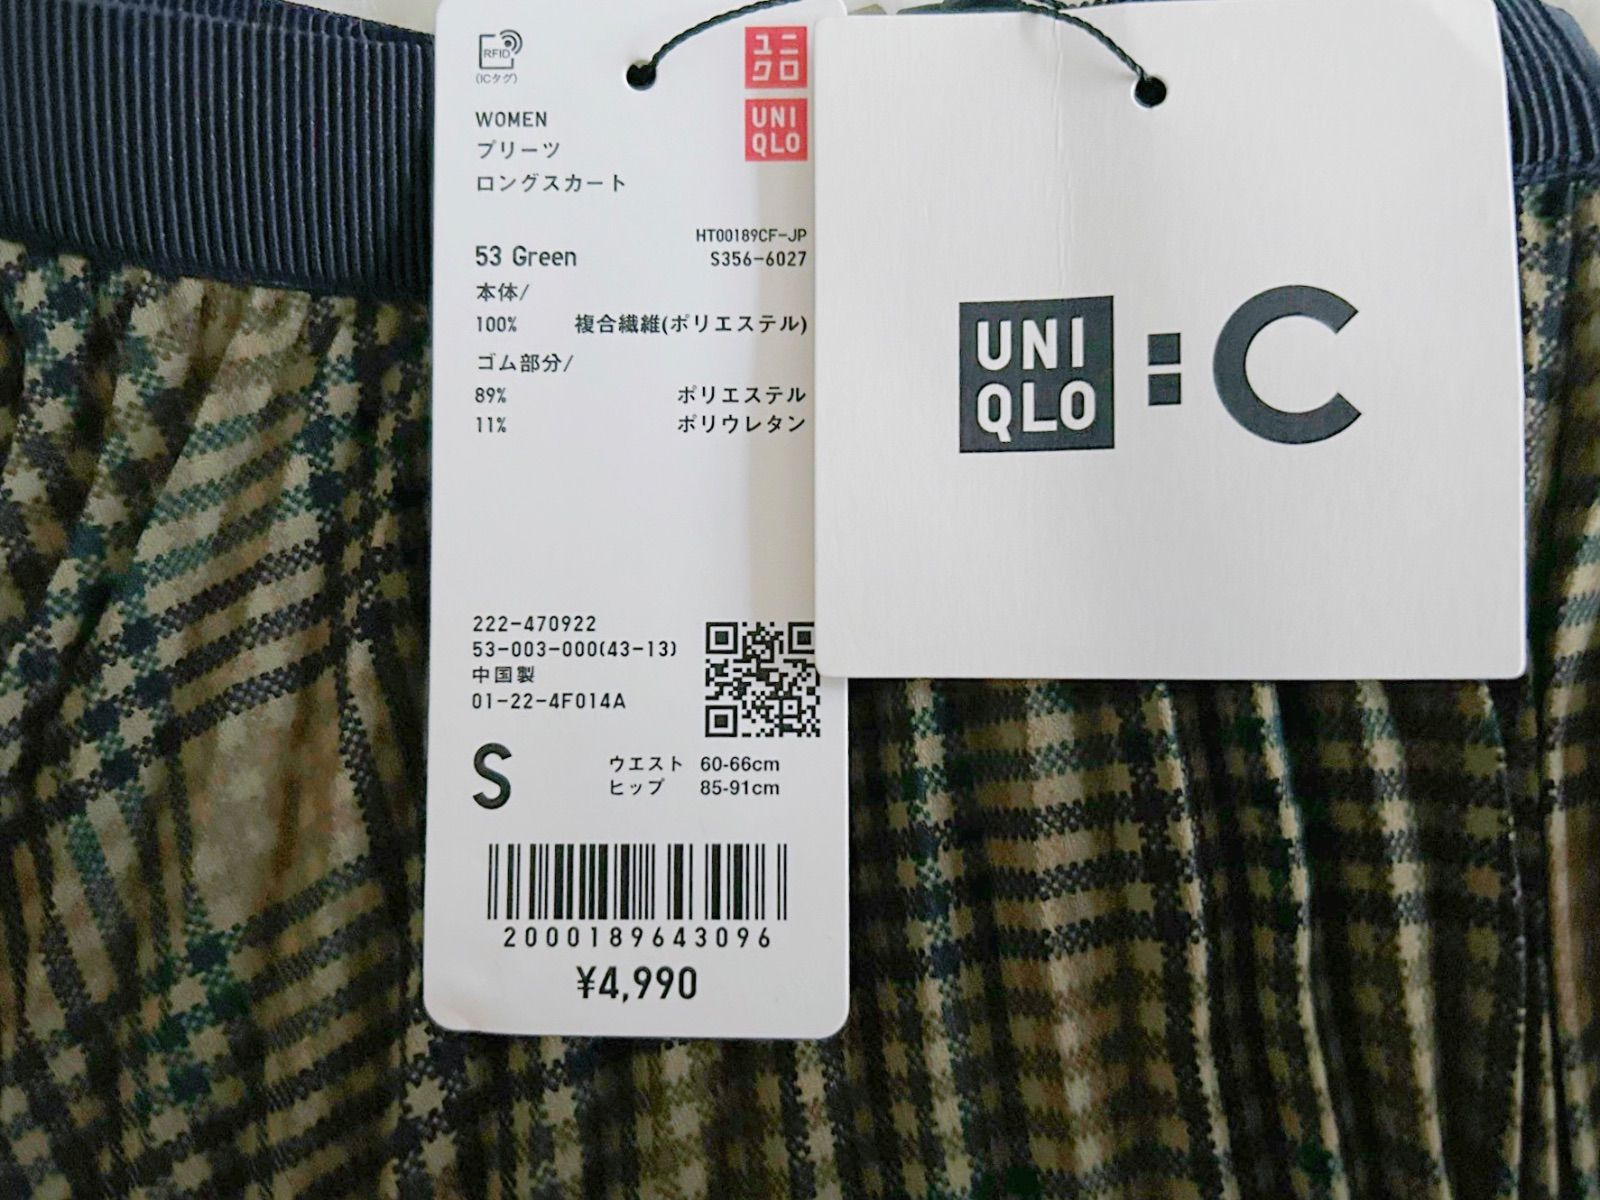 RFID
(ICタグ)
ユニ
クロ
UNI
QLO
WOMEN
プリーツ
ロングスカート
HT00189CF-JP
53 Green
S356-6027
本体/
100% 複合繊維(ポリエステル)
ゴム部分/
89% ポリエステル
11% ポリウレタン
222-470922
53-003-000(43-13)
中国製
01-22-4F014A
S
ウエスト 60-66cm
ヒップ 85-91cm
2000189643096
¥4,990
UNI
QLO
:C